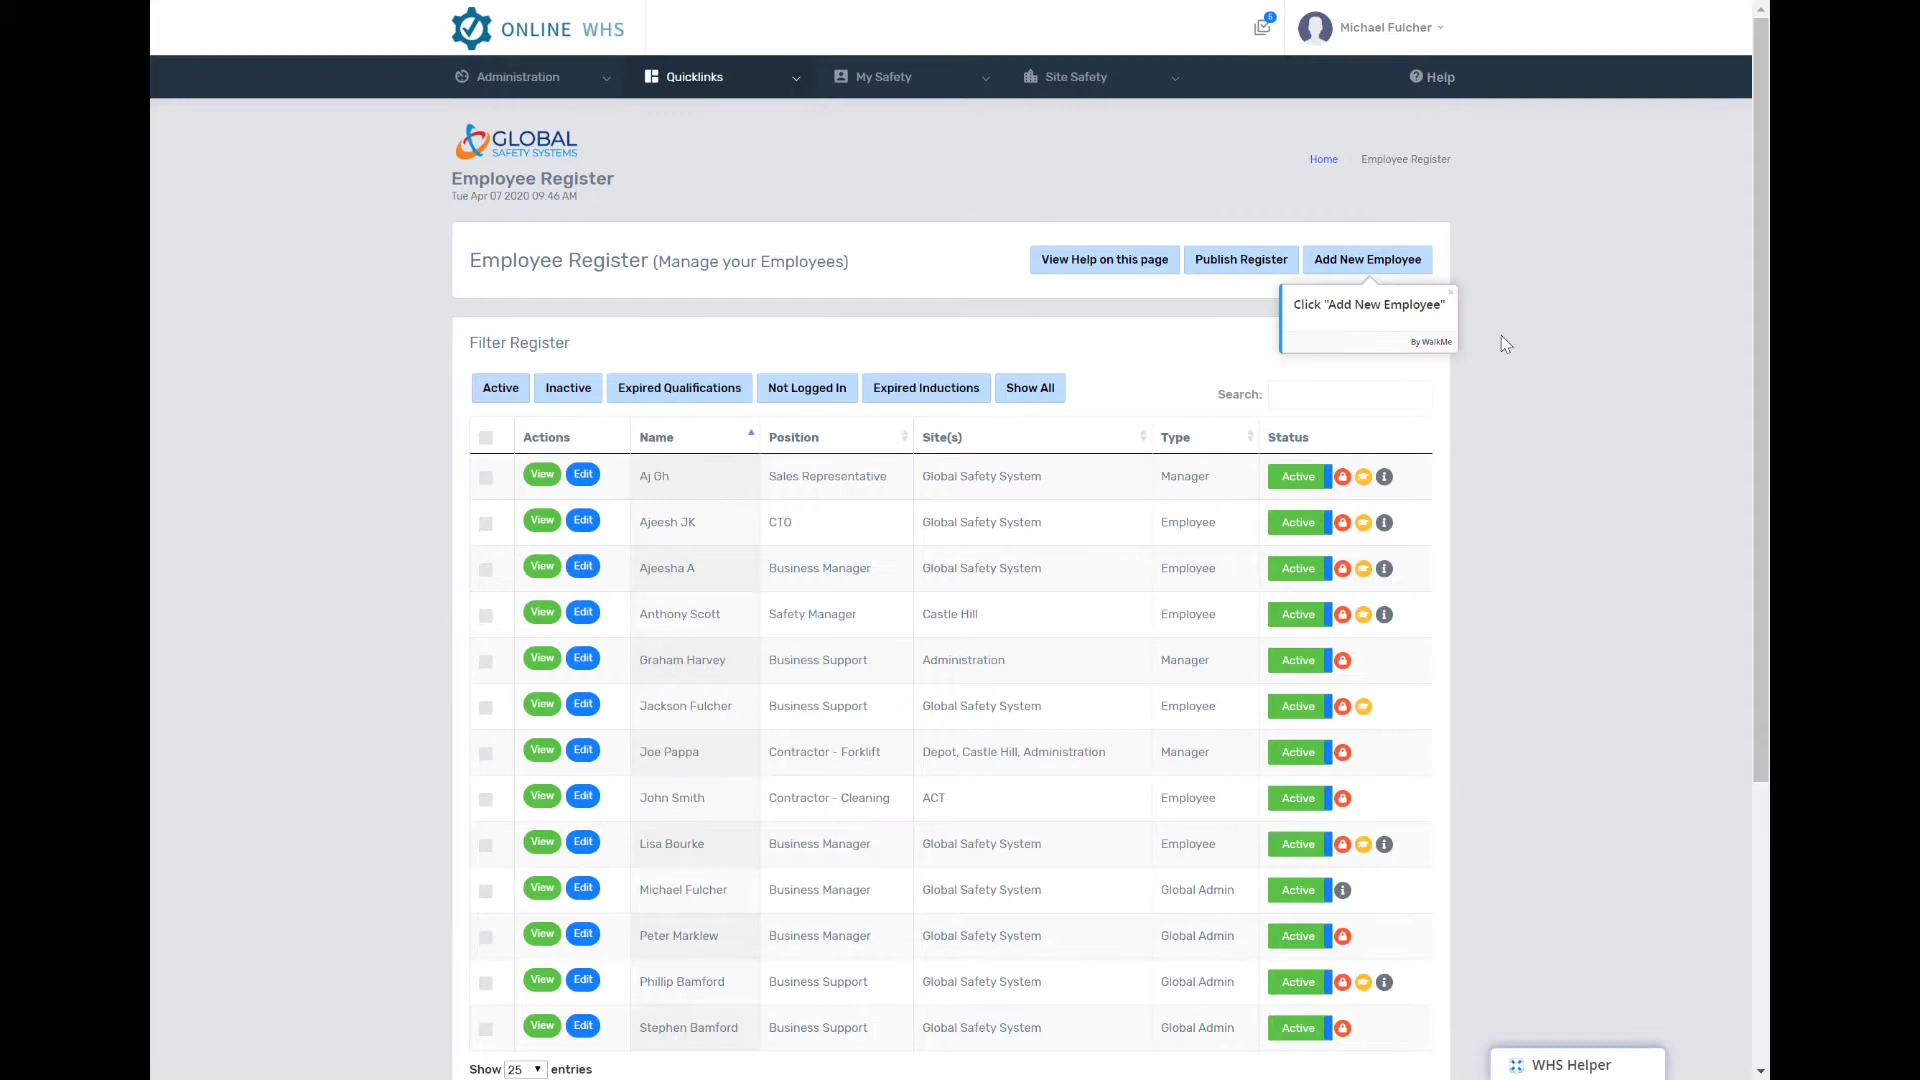 ONLINE WHS
5
Michael Fulcher
Administration
Quicklinks
My Safety
Site Safety
Help
GLOBAL
SAFETY SYSTEMS
Employee Register
Tue Apr 07 2020 09:46 AM
Home
Employee Register
Employee Register (Manage your Employees)
View Help on this page
Publish Register
Add New Employee
Click "Add New Employee"
By WalkMe
Filter Register
Active
Inactive
Expired Qualifications
Not Logged In
Expired Inductions
Show All
Search:
Actions Name Position Site(s) Type Status
View Edit Aj Gh Sales Representative Global Safety System Manager Active
View Edit Ajeesh JK CTO Global Safety System Employee Active
View Edit Ajeesha A Business Manager Global Safety System Employee Active
View Edit Anthony Scott Safety Manager Castle Hill Employee Active
View Edit Graham Harvey Business Support Administration Manager Active
View Edit Jackson Fulcher Business Support Global Safety System Employee Active
View Edit Joe Pappa Contractor - Forklift Depot, Castle Hill, Administration Manager Active
View Edit John Smith Contractor - Cleaning ACT Employee Active
View Edit Lisa Bourke Business Manager Global Safety System Employee Active
View Edit Michael Fulcher Business Manager Global Safety System Global Admin Active
View Edit Peter Marklew Business Manager Global Safety System Global Admin Active
View Edit Phillip Bamford Business Support Global Safety System Global Admin Active
View Edit Stephen Bamford Business Support Global Safety System Global Admin Active
Show 25 entries
WHS Helper